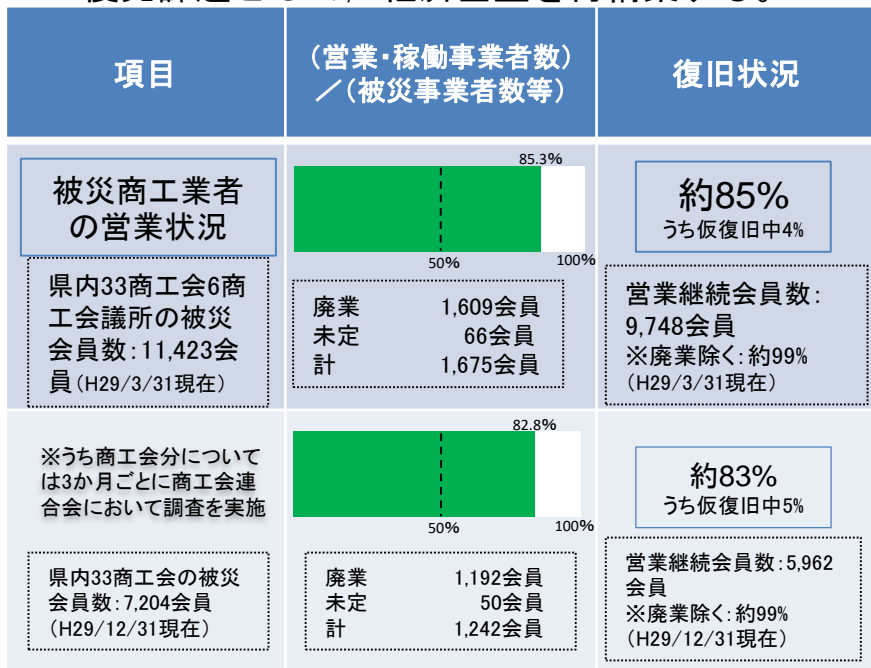 項目
(営業・稼働事業者数)
／(被災事業者数等)
復旧状況
被災商工業者
の営業状況
県内33商工会6商
工会議所の被災
会員数：11,423会
員(H29/3/31現在)
85.3%
50%
100%
廃業 1,609会員
未定 66会員
計 1,675会員
約85%
うち仮復旧中4%
営業継続会員数：
9,748会員
※廃業除く：約99%
(H29/3/31現在)
※うち商工会分について
は3か月ごとに商工会連
合会において調査を実施
県内33商工会の被災
会員数：7,204会員
(H29/12/31現在)
82.8%
50%
100%
廃業 1,192会員
未定 50会員
計 1,242会員
約83%
うち仮復旧中5%
営業継続会員数：5,962
会員
※廃業除く：約99%
(H29/12/31現在)